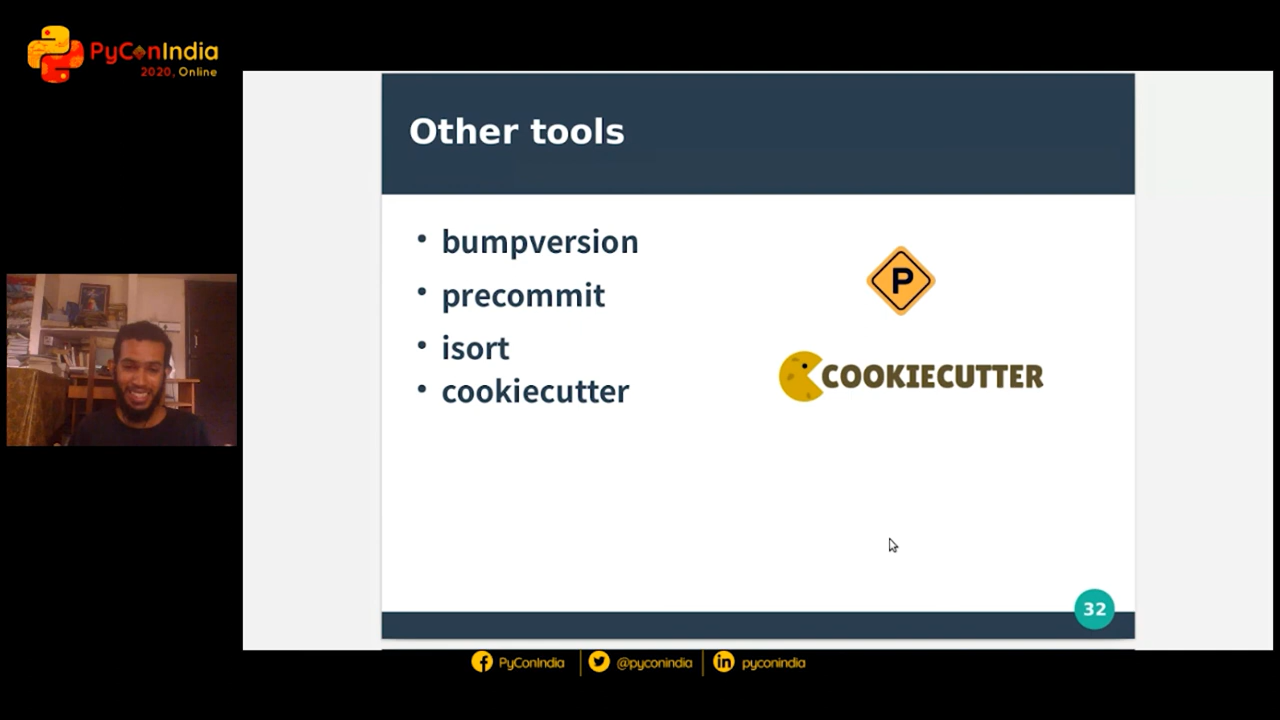 PyConIndia
2020, Online
Other tools
• bumpversion
• precommit
• isort
• cookiecutter
P
COOKIECUTTER
32
PyConIndia
@pyconindia
pyconindia